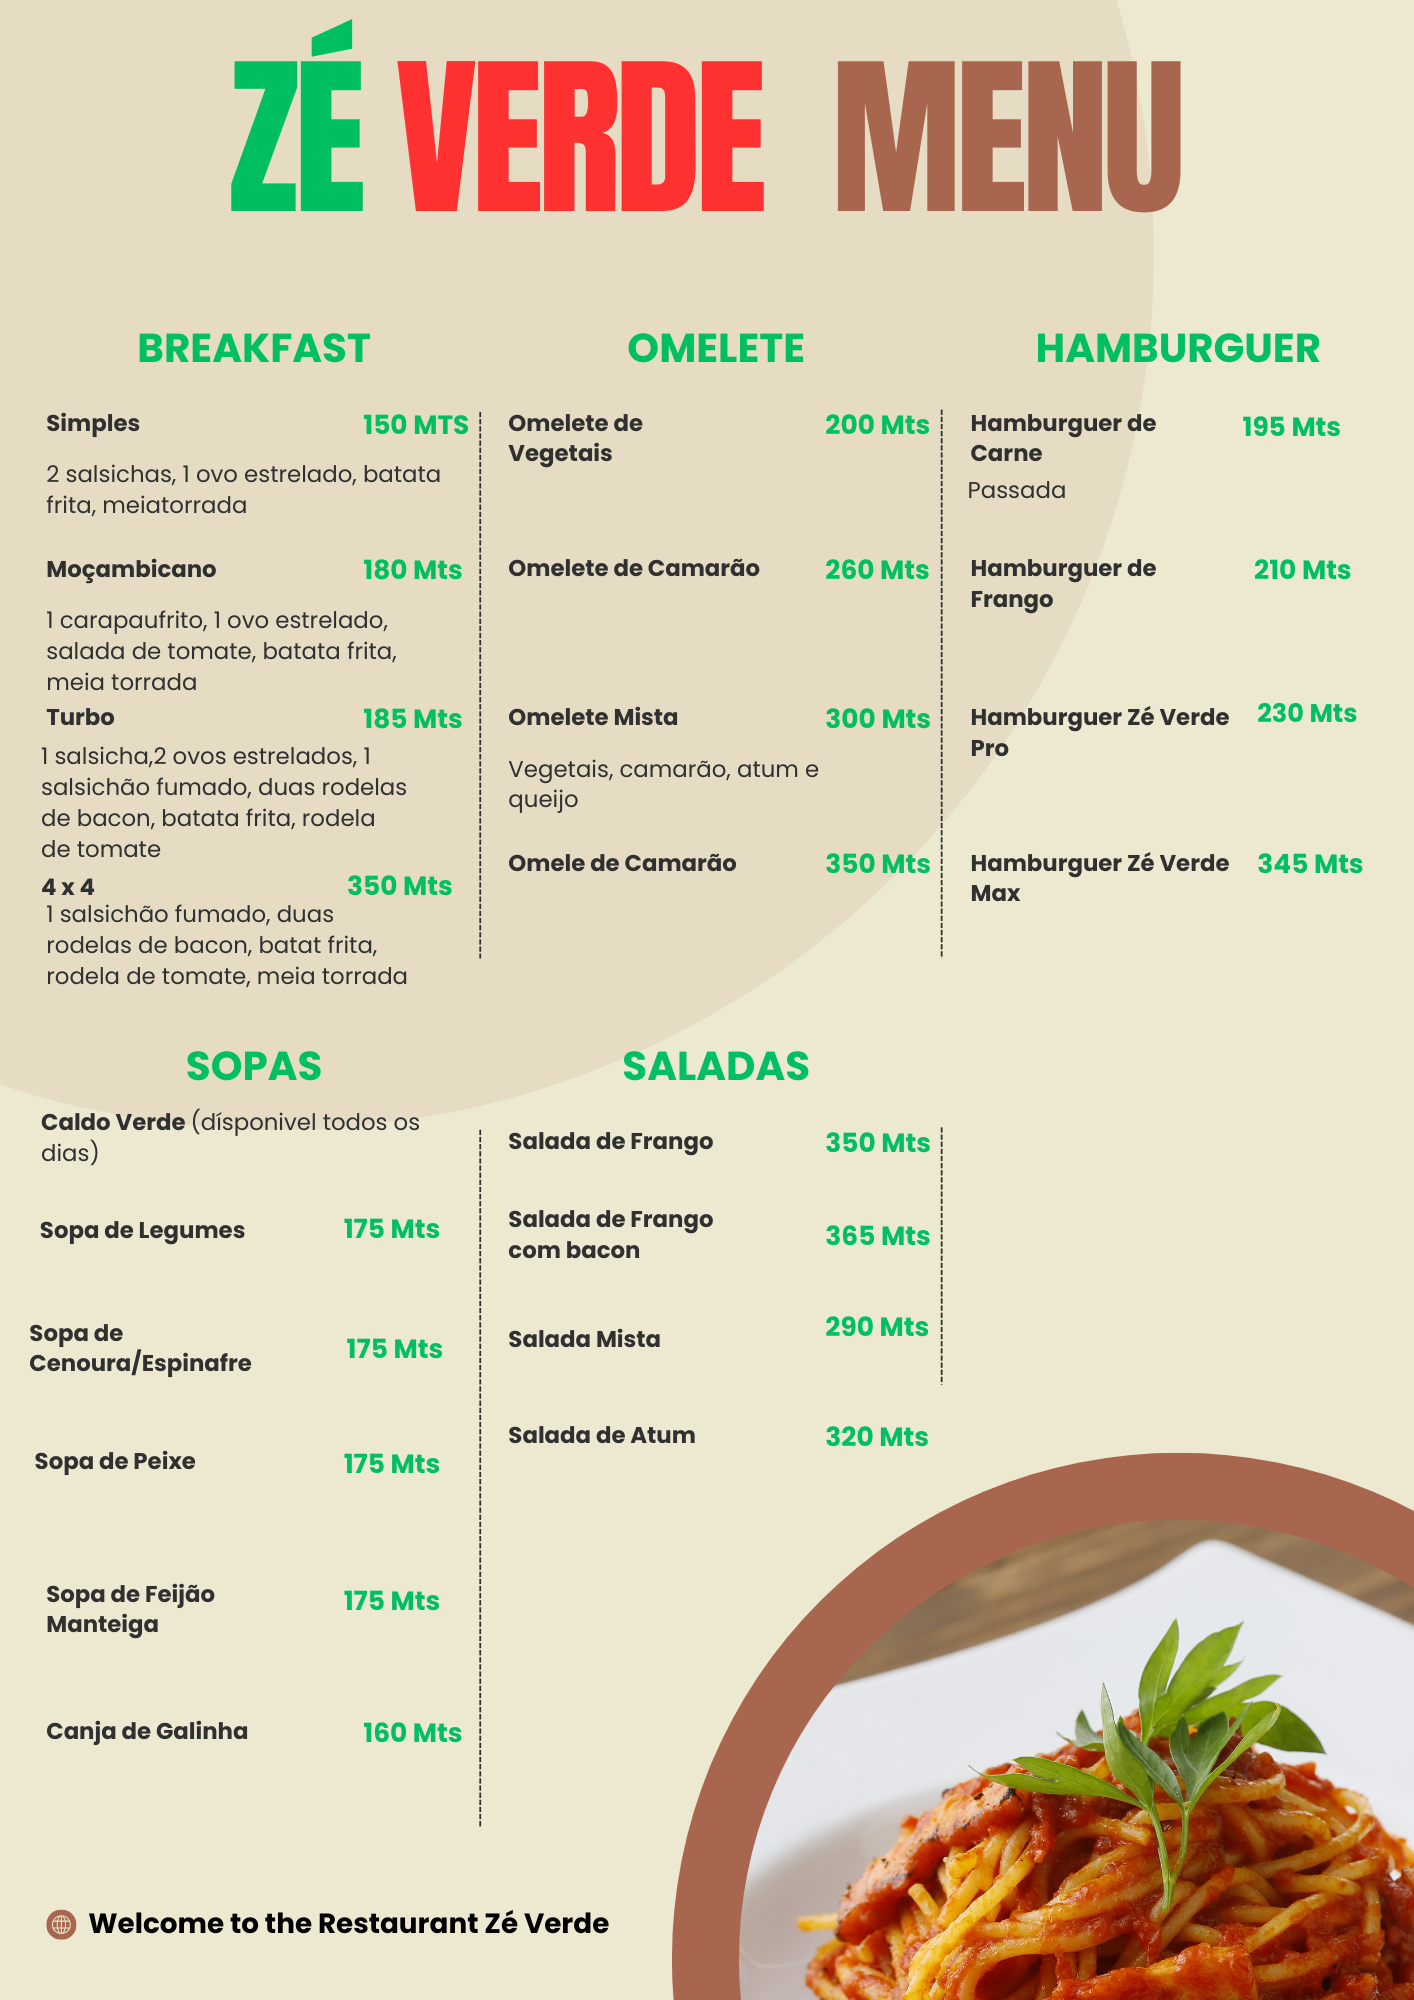 ZÉ VERDE MENU
BREAKFAST
Simples 150 MTS
2 salsichas, 1 ovo estrelado, batata
frita, meiatorrada
Moçambicano 180 Mts
1 carapaufrito, 1 ovo estrelado,
salada de tomate, batata frita,
meia torrada
Turbo 185 Mts
1 salsicha,2 ovos estrelados, 1
salsichão fumado, duas rodelas
de bacon, batata frita, rodela
de tomate
4 x 4 350 Mts
1 salsichão fumado, duas
rodelas de bacon, batat frita,
rodela de tomate, meia torrada
OMELETE
Omelete de 200 Mts
Vegetais
Omelete de Camarão 260 Mts
Omelete Mista 300 Mts
Vegetais, camarão, atum e
queijo
Omele de Camarão 350 Mts
HAMBURGUER
Hamburguer de 195 Mts
Carne
Passada
Hamburguer de 210 Mts
Frango
Hamburguer Zé Verde 230 Mts
Pro
Hamburguer Zé Verde 345 Mts
Max
SOPAS
Caldo Verde (dísponivel todos os
dias)
Sopa de Legumes 175 Mts
Sopa de
Cenoura/Espinafre 175 Mts
Sopa de Peixe 175 Mts
Sopa de Feijão 175 Mts
Manteiga
Canja de Galinha 160 Mts
SALADAS
Salada de Frango 350 Mts
Salada de Frango
com bacon 365 Mts
Salada Mista 290 Mts
Salada de Atum 320 Mts
Welcome to the Restaurant Zé Verde